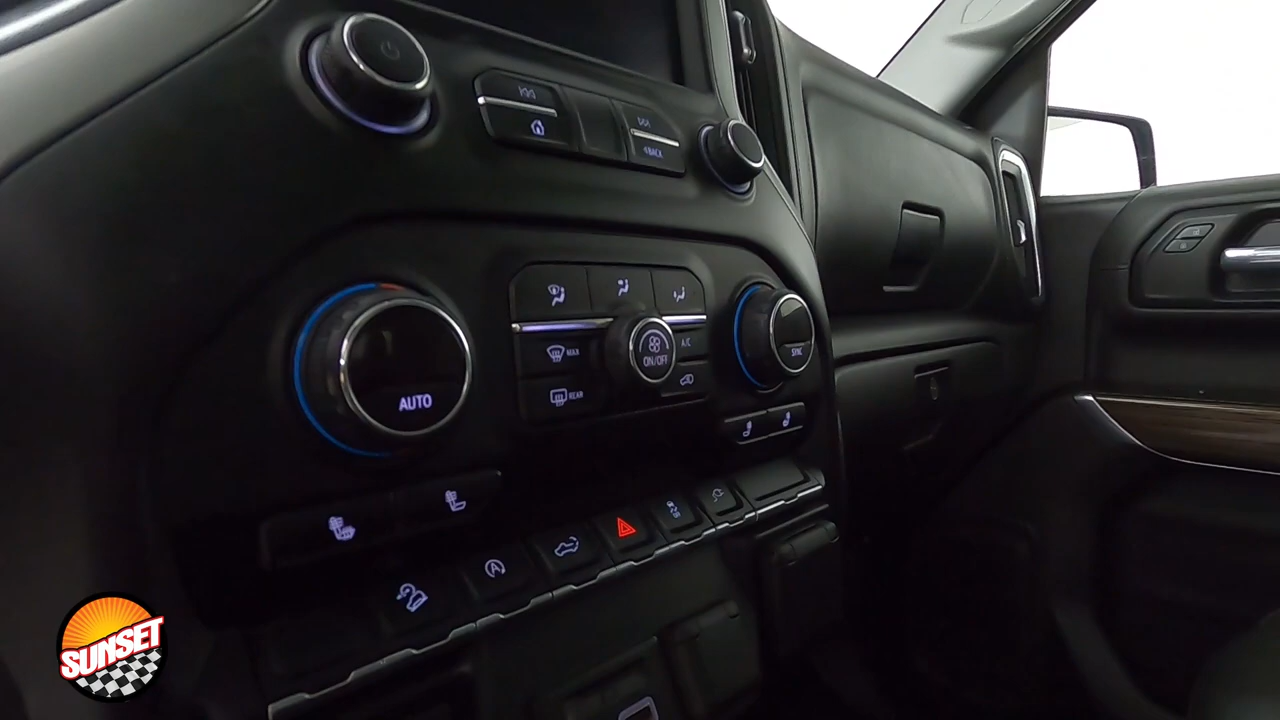 <BACK
MAX
A/C
ON/OFF
SYNC
REAR
AUTO
A
SUNSET